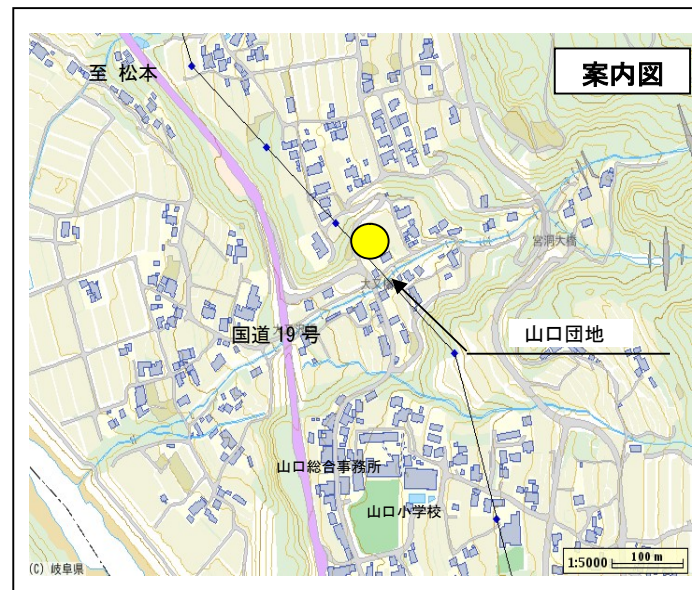 至 松本
案内図
宮洞大橋
大又橋
国道 19 号
山口団地
山口総合事務所
山口小学校
(C) 岐阜県
1:5000 100 m